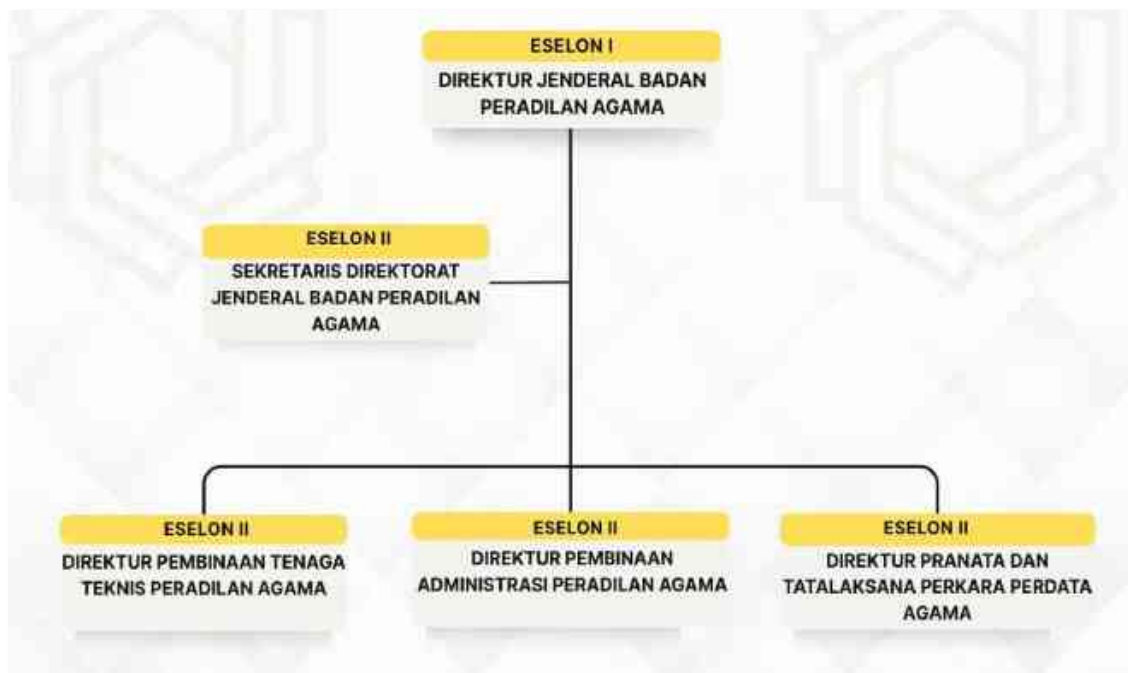 ESELON I
DIREKTUR JENDERAL BADAN
PERADILAN AGAMA
ESELON II
SEKRETARIS DIREKTORAT
JENDERAL BADAN PERADILAN
AGAMA
ESELON II
DIREKTUR PEMBINAAN TENAGA
TEKNIS PERADILAN AGAMA
ESELON II
DIREKTUR PEMBINAAN
ADMINISTRASI PERADILAN AGAMA
ESELON II
DIREKTUR PRANATA DAN
TATALAKSANA PERKARA PERDATA
AGAMA